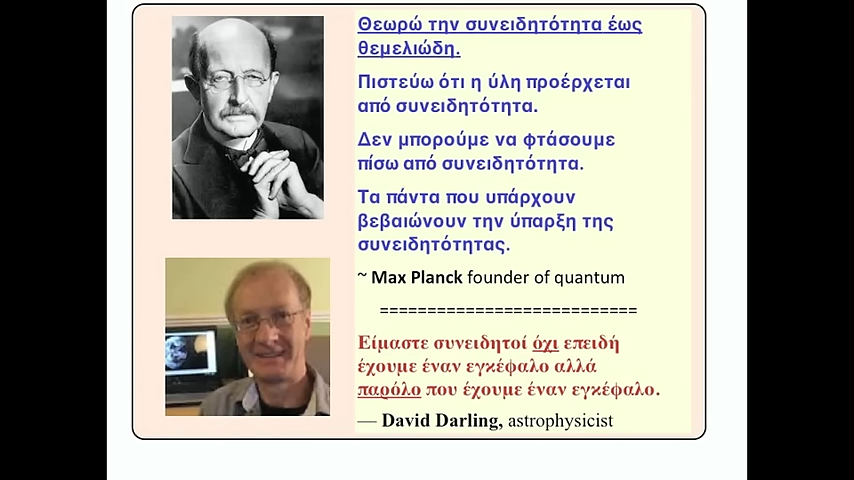 Θεωρώ την συνειδητότητα έως
θεμελιώδη.
Πιστεύω ότι η ύλη προέρχεται
από συνειδητότητα.
Δεν μπορούμε να φτάσουμε
πίσω από συνειδητότητα.
Τα πάντα που υπάρχουν
βεβαιώνουν την ύπαρξη της
συνειδητότητας.
~ Max Planck founder of quantum
===========================
Είμαστε συνειδητοί όχι επειδή
έχουμε έναν εγκέφαλο αλλά
παρόλο που έχουμε έναν εγκέφαλο.
— David Darling, astrophysicist